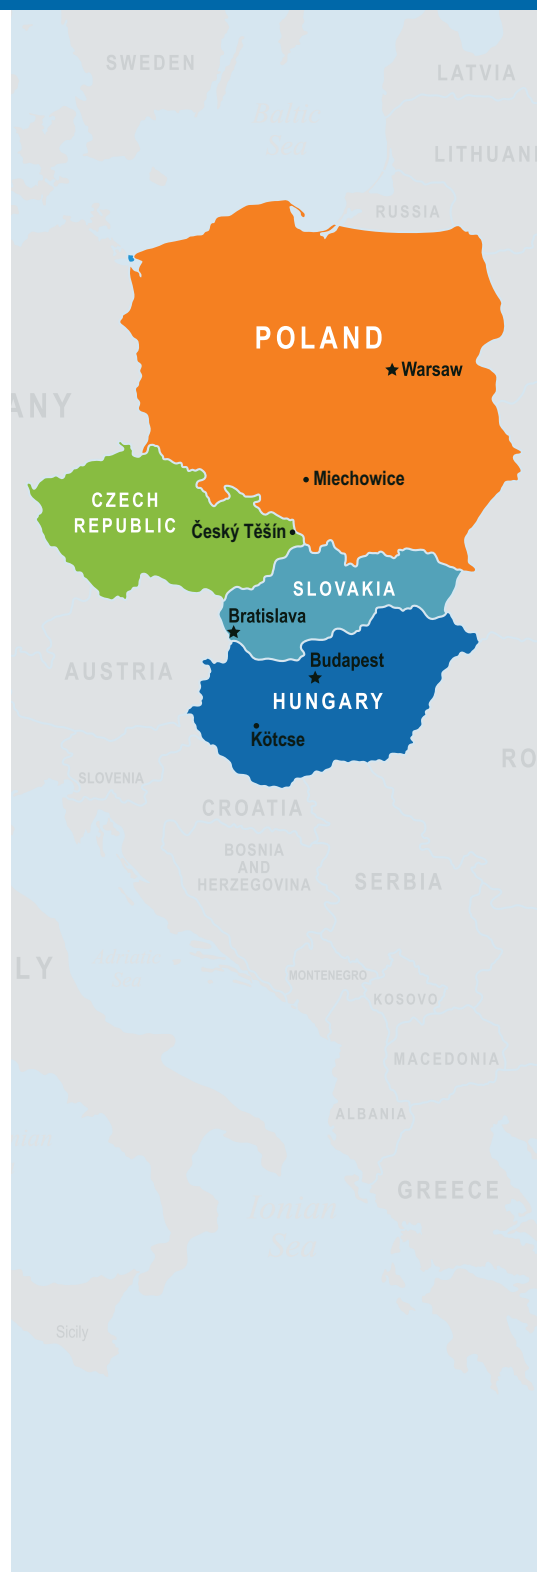 SWEDEN
LATVIA
LITHUANI
RUSSIA
POLAND
Warsaw
ANY
Miechowice
CZECH
REPUBLIC
Český Těšín
SLOVAKIA
Bratislava
Budapest
AUSTRIA
HUNGARY
Kötcse
RO
SLOVENIA
CROATIA
BOSNIA
AND
HERZEGOVINA
SERBIA
LY
MONTENEGRO
KOSOVO
MACEDONIA
ALBANIA
GREECE
Sicily